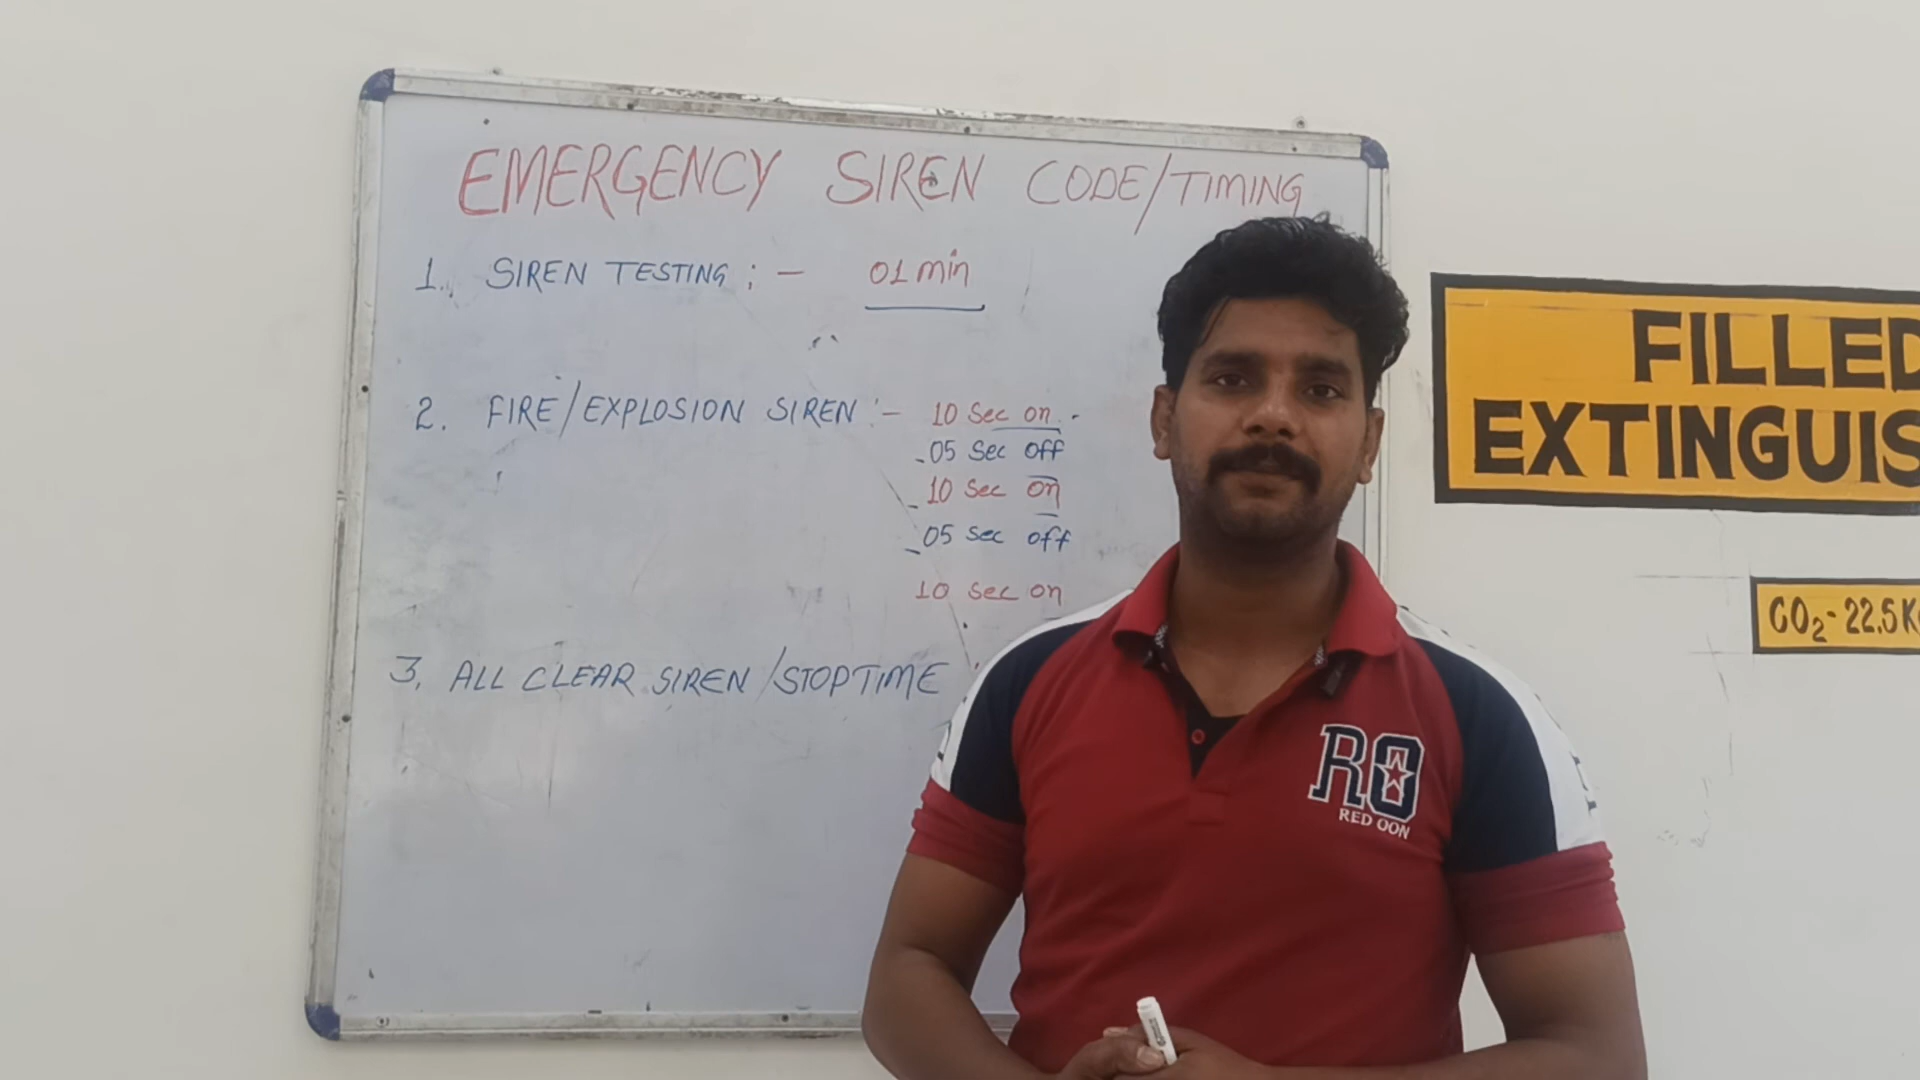 EMERGENCY SIREN CODE/TIMING
1. SIREN TESTING ; - 01 min
2. FIRE/EXPLOSION SIREN :- 10 Sec on
05 Sec off
10 Sec on
05 Sec off
10 Sec on
3. ALL CLEAR SIREN/STOPTIME
FILLED
EXTINGUIS
CO₂-22.5K
RO
RED OON